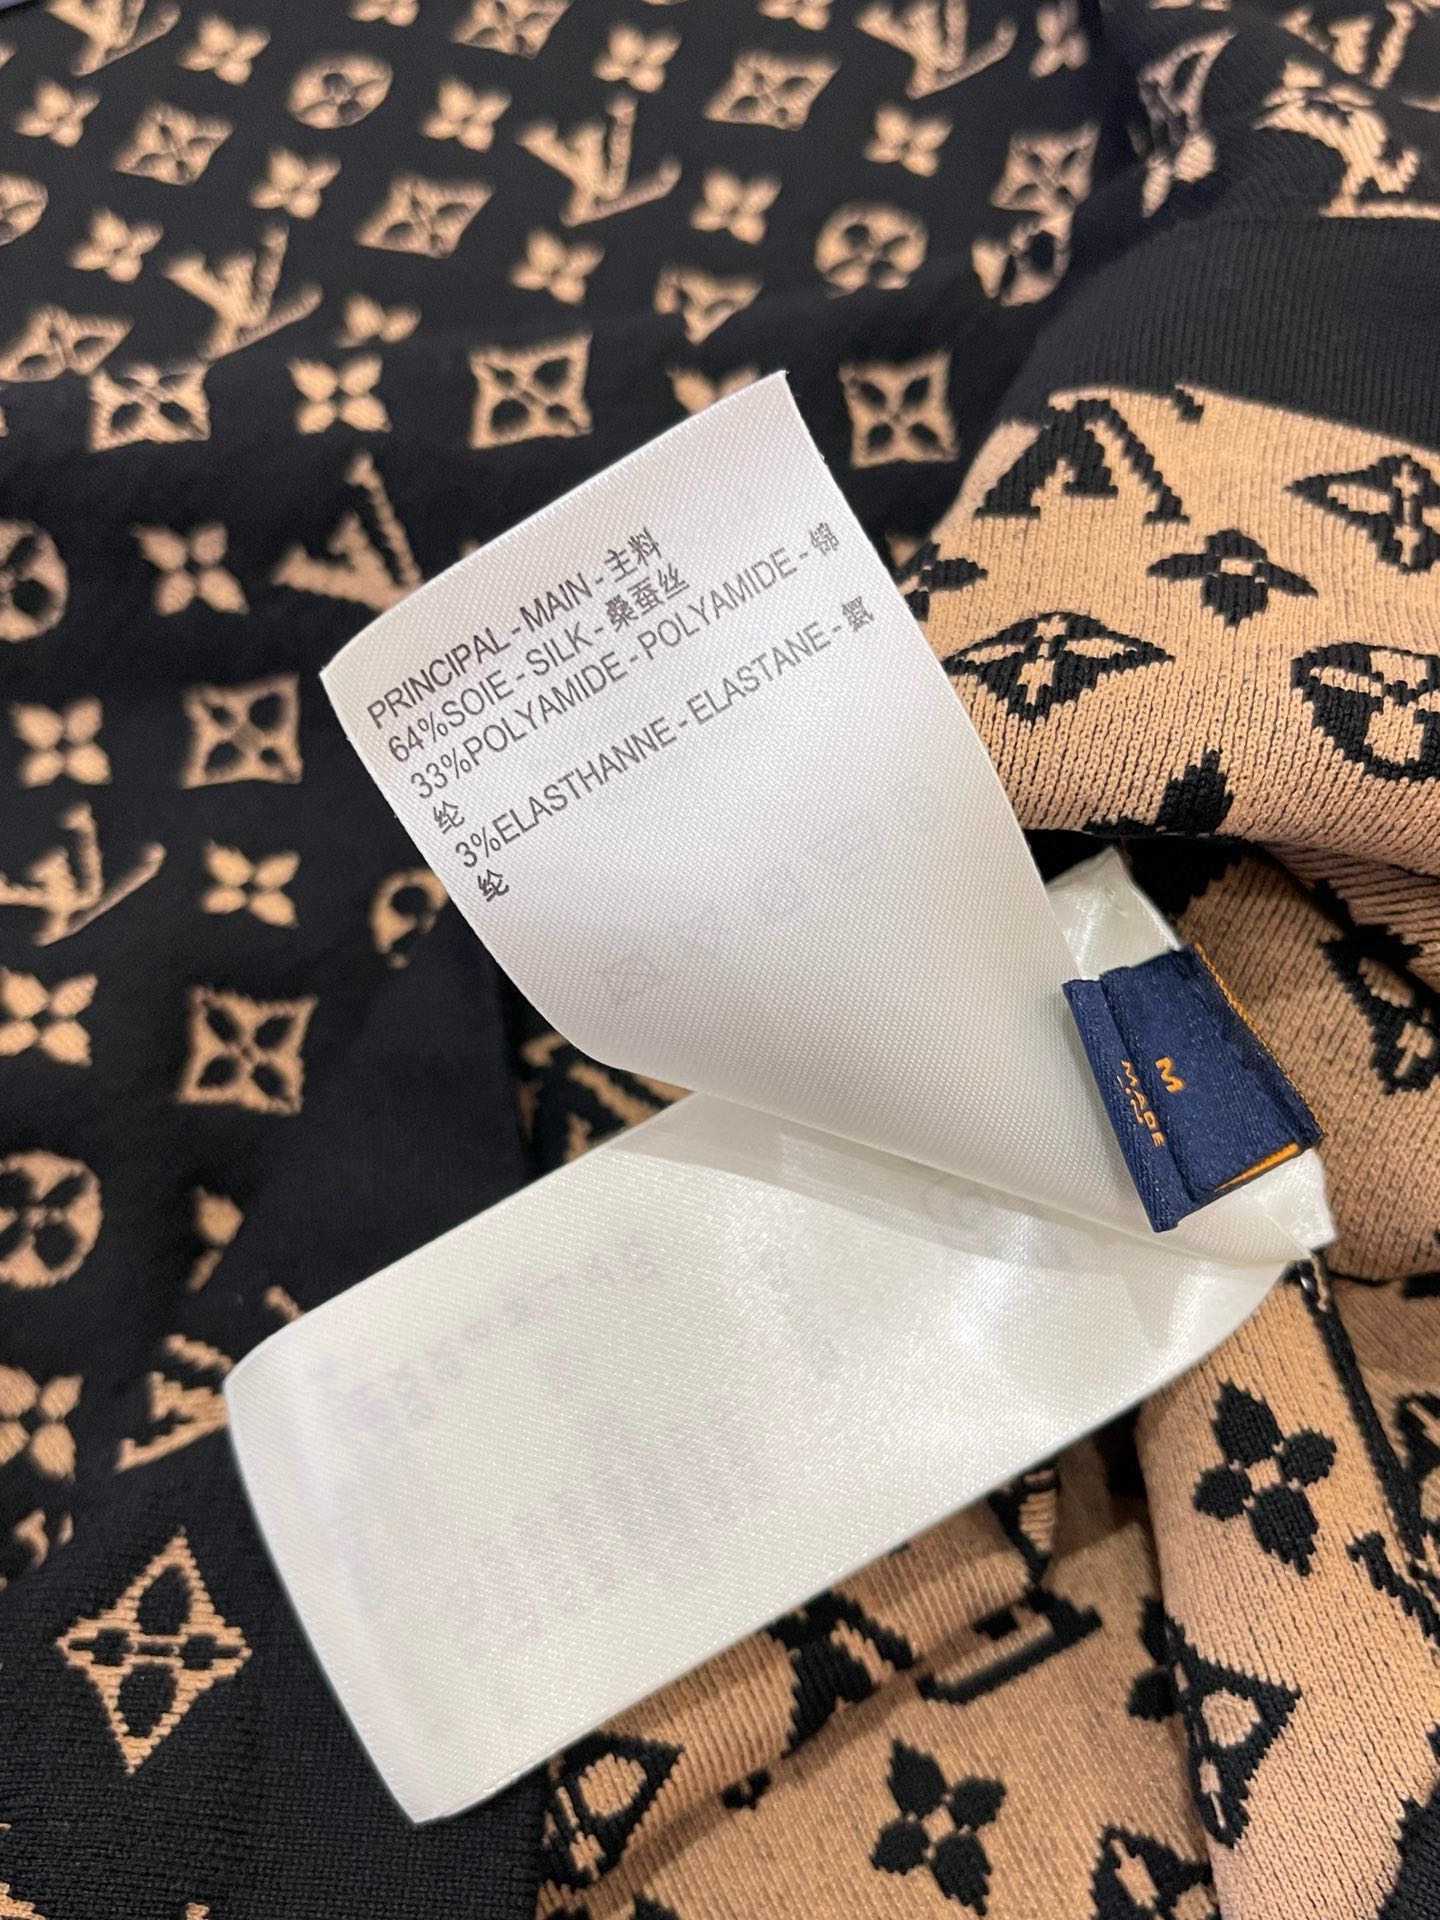 PRINCIPAL - MAIN - 主料
64%SOIE - SILK - 桑蚕丝
33%POLYAMIDE - POLYAMIDE - 锦
纶
3%ELASTHANNE - ELASTANE - 氨
纶
M
MADE
IN